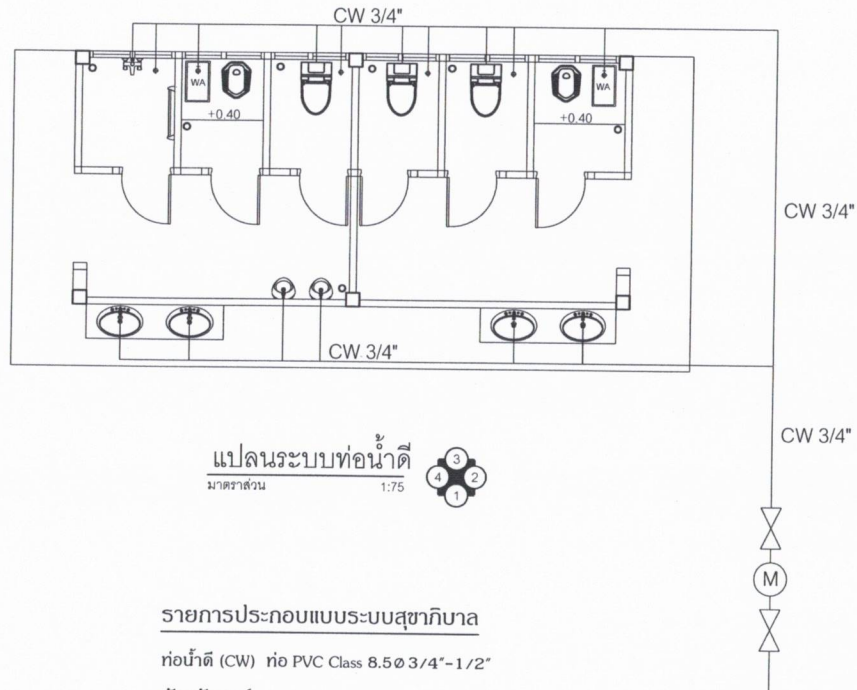 CW 3/4"
WA
WA
+0.40
+0.40
CW 3/4"
CW 3/4"
CW 3/4"
แปลนระบบท่อน้ำดี
มาตราส่วน 1:75
3
4 2
1
M
รายการประกอบแบบระบบสุขาภิบาล
ท่อน้ำดี (CW) ท่อ PVC Class 8.5Ø3/4"-1/2"